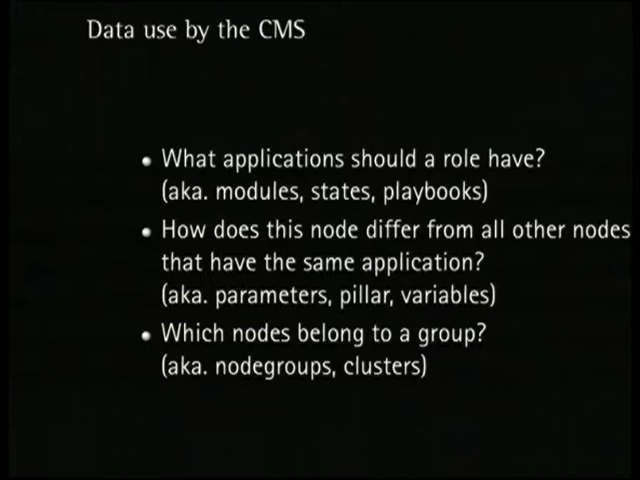 Data use by the CMS
• What applications should a role have?
(aka. modules, states, playbooks)
• How does this node differ from all other nodes
that have the same application?
(aka. parameters, pillar, variables)
• Which nodes belong to a group?
(aka. nodegroups, clusters)